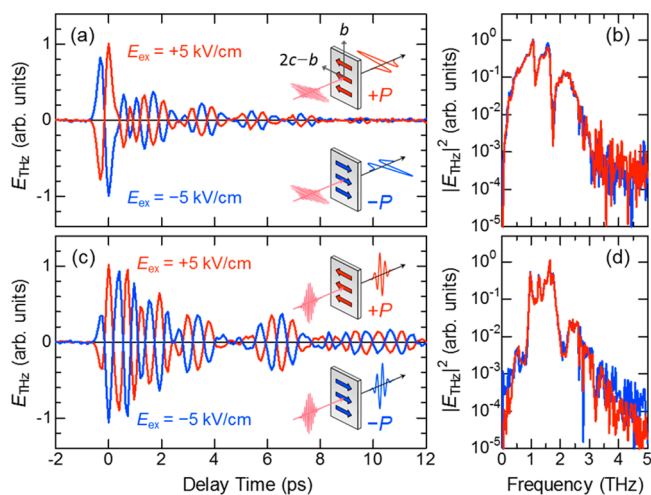 (a)
E_ex = +5 kV/cm
b
2c−b
+P
E_ex = −5 kV/cm
−P
E_THz (arb. units)
1
0
-1
(b)
|E_THz|² (arb. units)
10⁰
10⁻¹
10⁻²
10⁻³
10⁻⁴
10⁻⁵
(c)
E_ex = +5 kV/cm
+P
E_ex = −5 kV/cm
−P
E_THz (arb. units)
1
0
-1
-2 0 2 4 6 8 10 12
Delay Time (ps)
(d)
|E_THz|² (arb. units)
10⁰
10⁻¹
10⁻²
10⁻³
10⁻⁴
10⁻⁵
0 1 2 3 4 5
Frequency (THz)